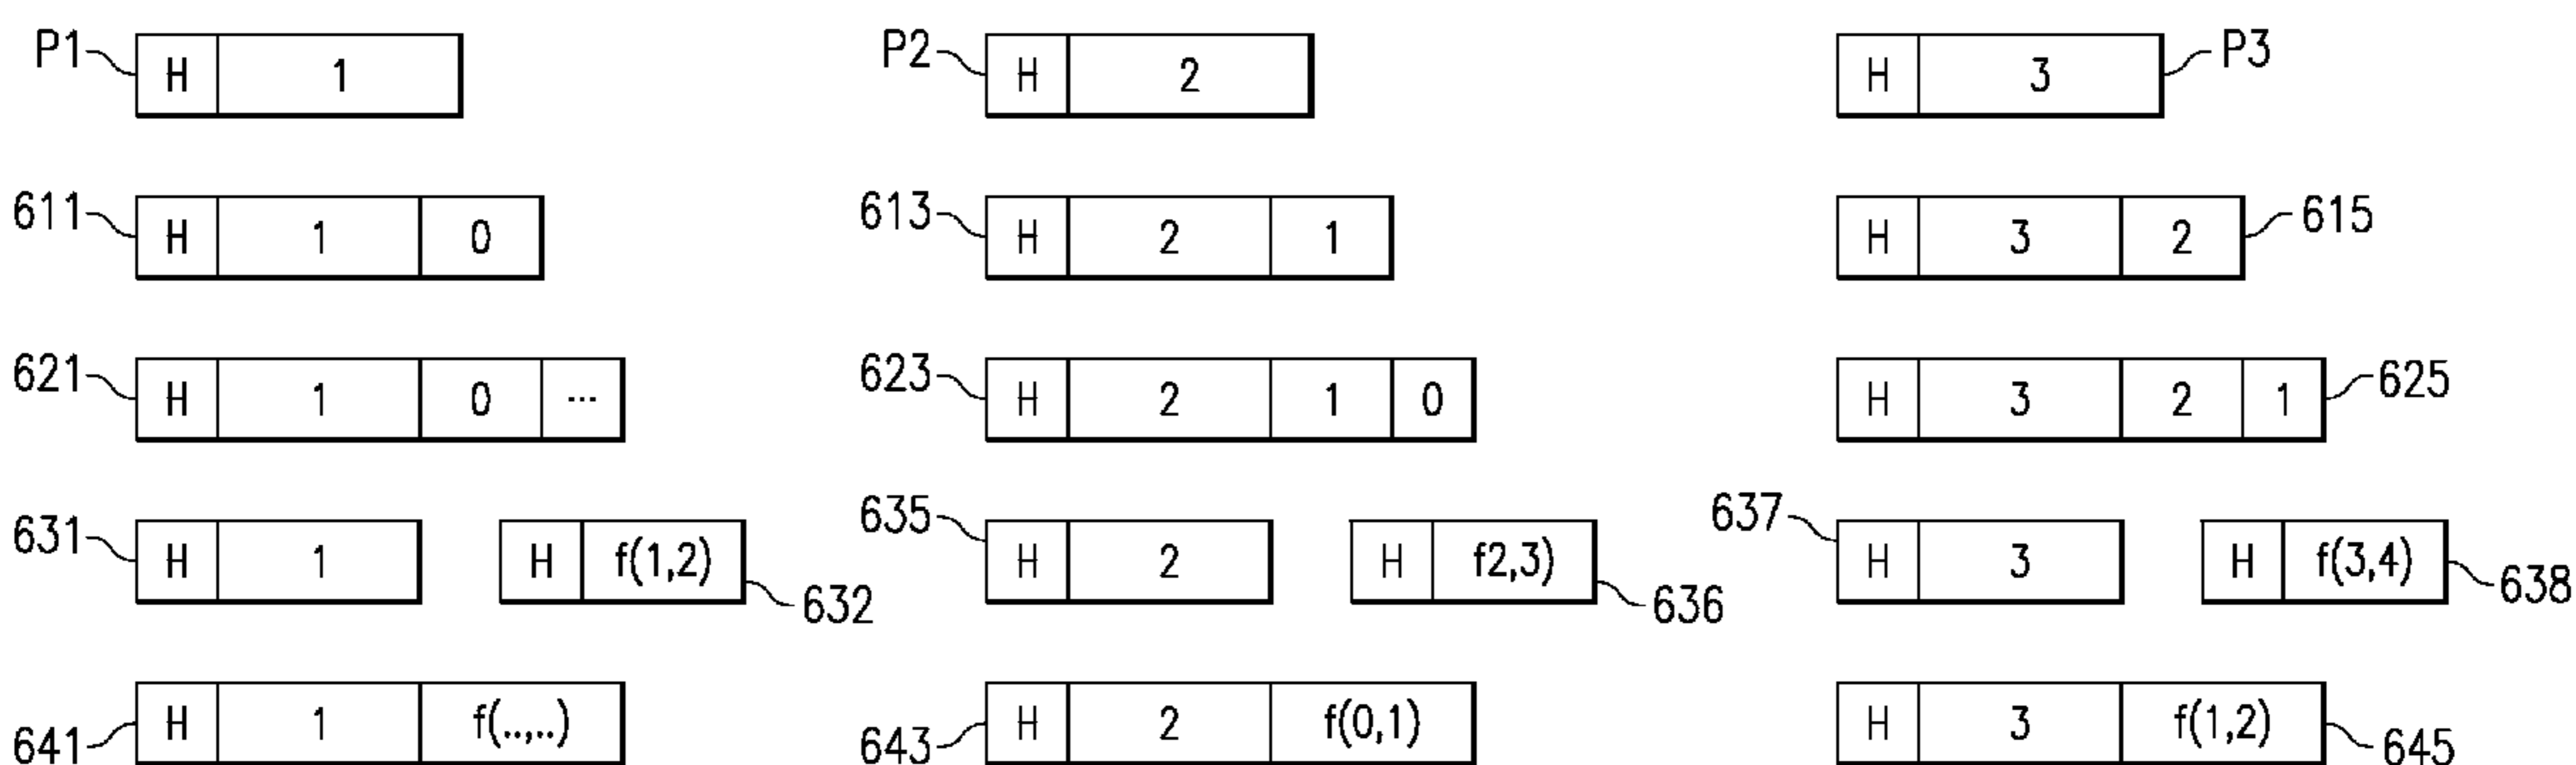 P1 H 1 P2 H 2 H 3 P3
611 H 1 0 613 H 2 1 H 3 2 615
621 H 1 0 ... 623 H 2 1 0 H 3 2 1 625
631 H 1 H f(1,2) 632 635 H 2 H f2,3) 636 637 H 3 H f(3,4) 638
641 H 1 f(..,..) 643 H 2 f(0,1) H 3 f(1,2) 645